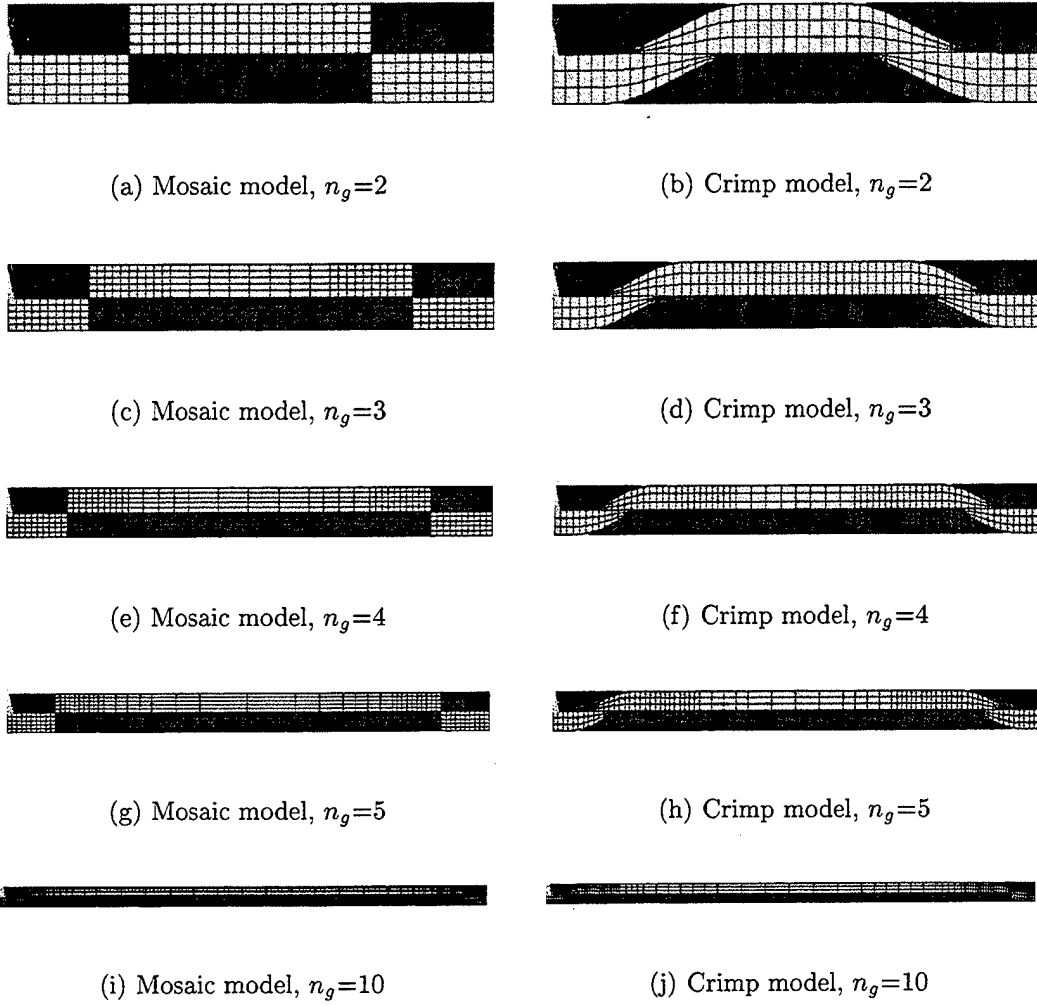 (a) Mosaic model, n_g=2
(b) Crimp model, n_g=2
(c) Mosaic model, n_g=3
(d) Crimp model, n_g=3
(e) Mosaic model, n_g=4
(f) Crimp model, n_g=4
(g) Mosaic model, n_g=5
(h) Crimp model, n_g=5
(i) Mosaic model, n_g=10
(j) Crimp model, n_g=10